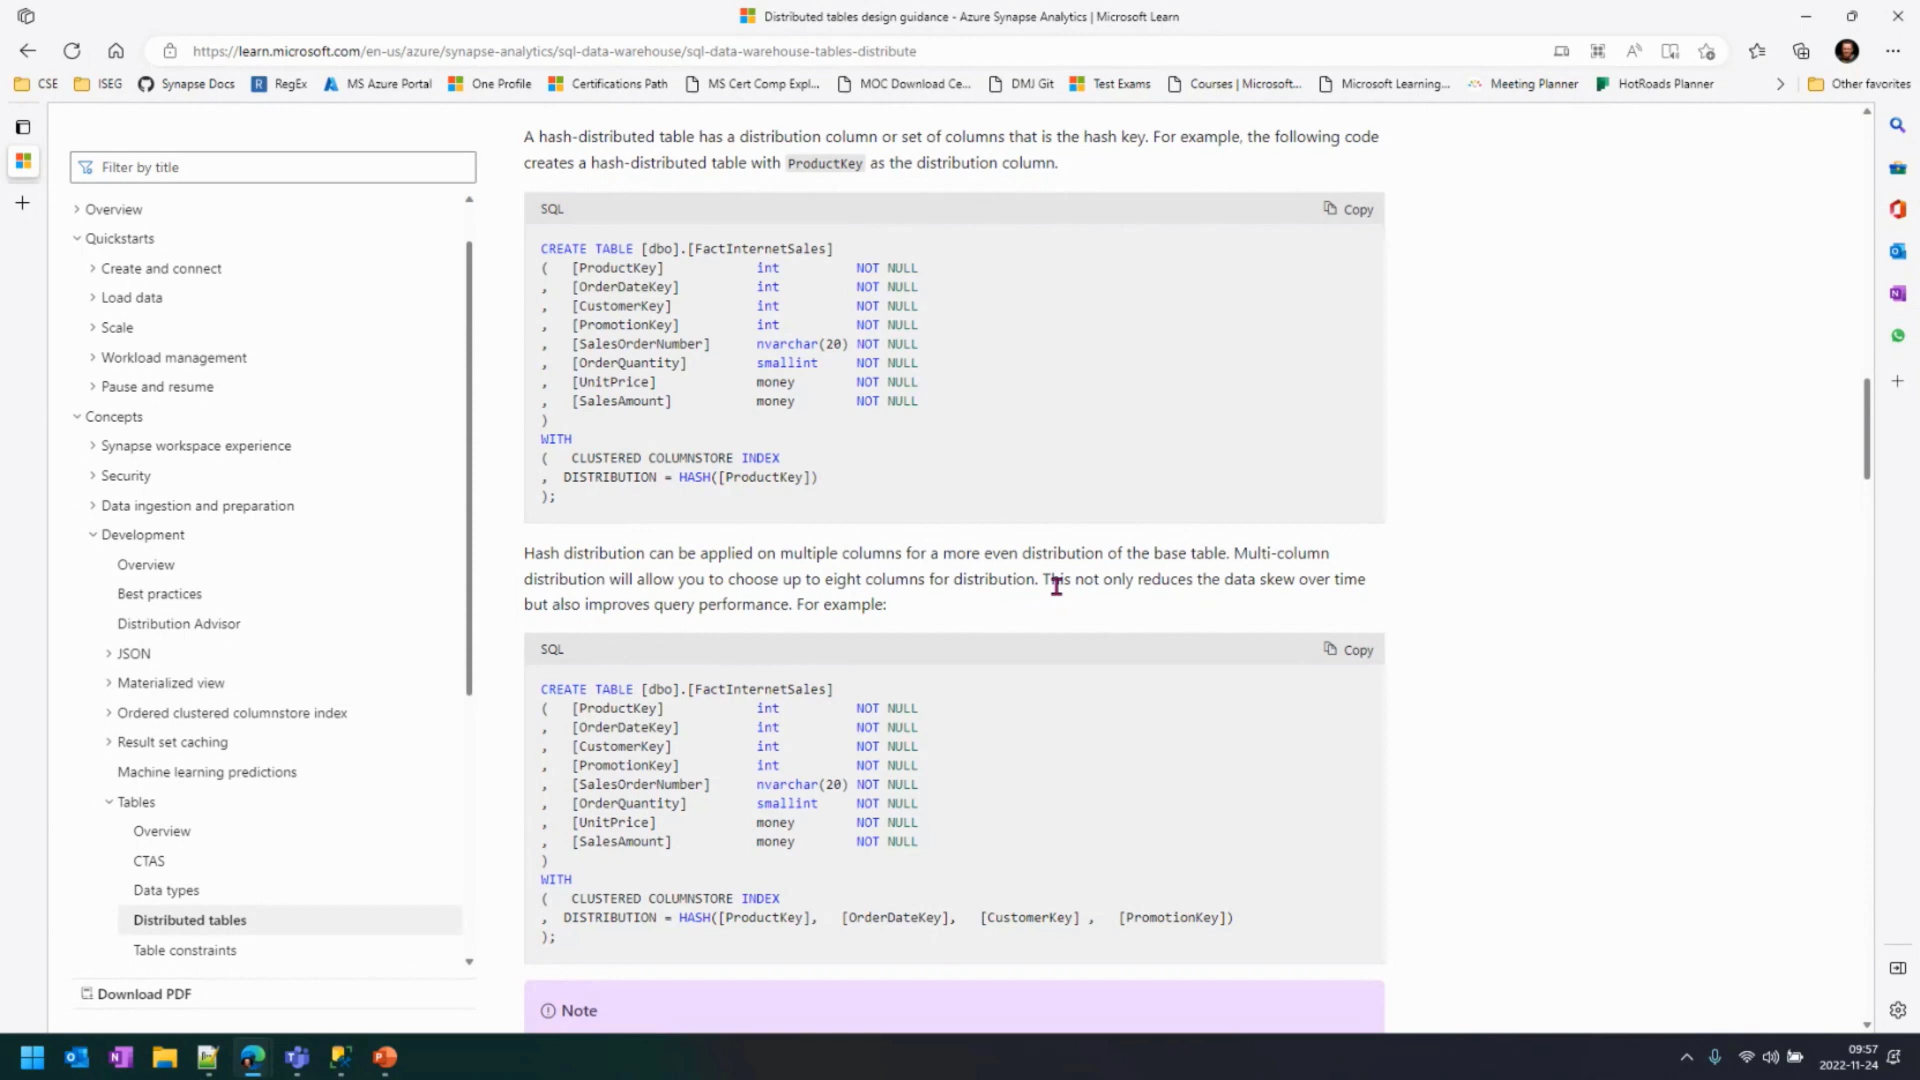 Distributed tables design guidance - Azure Synapse Analytics | Microsoft Learn
https://learn.microsoft.com/en-us/azure/synapse-analytics/sql-data-warehouse/sql-data-warehouse-tables-distribute
CSE ISEG Synapse Docs RegEx MS Azure Portal One Profile Certifications Path MS Cert Comp Expl... MOC Download Ce... DMJ Git Test Exams Courses | Microsoft... Microsoft Learning... Meeting Planner HotRoads Planner Other favorites
Filter by title
Overview
Quickstarts
Create and connect
Load data
Scale
Workload management
Pause and resume
Concepts
Synapse workspace experience
Security
Data ingestion and preparation
Development
Overview
Best practices
Distribution Advisor
JSON
Materialized view
Ordered clustered columnstore index
Result set caching
Machine learning predictions
Tables
Overview
CTAS
Data types
Distributed tables
Table constraints
Download PDF
A hash-distributed table has a distribution column or set of columns that is the hash key. For example, the following code
creates a hash-distributed table with ProductKey as the distribution column.
SQL Copy
CREATE TABLE [dbo].[FactInternetSales]
( [ProductKey] int NOT NULL
, [OrderDateKey] int NOT NULL
, [CustomerKey] int NOT NULL
, [PromotionKey] int NOT NULL
, [SalesOrderNumber] nvarchar(20) NOT NULL
, [OrderQuantity] smallint NOT NULL
, [UnitPrice] money NOT NULL
, [SalesAmount] money NOT NULL
)
WITH
( CLUSTERED COLUMNSTORE INDEX
, DISTRIBUTION = HASH([ProductKey])
);
Hash distribution can be applied on multiple columns for a more even distribution of the base table. Multi-column
distribution will allow you to choose up to eight columns for distribution. This not only reduces the data skew over time
but also improves query performance. For example:
SQL Copy
CREATE TABLE [dbo].[FactInternetSales]
( [ProductKey] int NOT NULL
, [OrderDateKey] int NOT NULL
, [CustomerKey] int NOT NULL
, [PromotionKey] int NOT NULL
, [SalesOrderNumber] nvarchar(20) NOT NULL
, [OrderQuantity] smallint NOT NULL
, [UnitPrice] money NOT NULL
, [SalesAmount] money NOT NULL
)
WITH
( CLUSTERED COLUMNSTORE INDEX
, DISTRIBUTION = HASH([ProductKey], [OrderDateKey], [CustomerKey] , [PromotionKey])
);
Note
09:57
2022-11-24